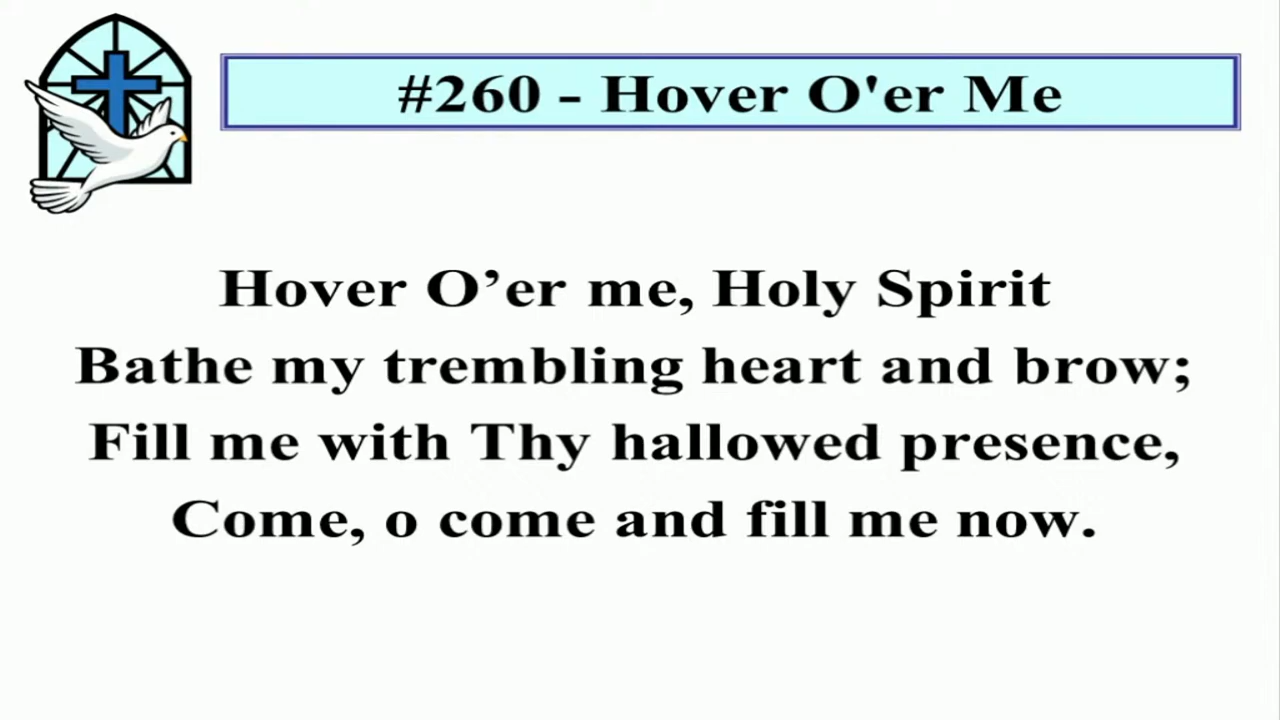 #260 - Hover O'er Me
Hover O’er me, Holy Spirit
Bathe my trembling heart and brow;
Fill me with Thy hallowed presence,
Come, o come and fill me now.